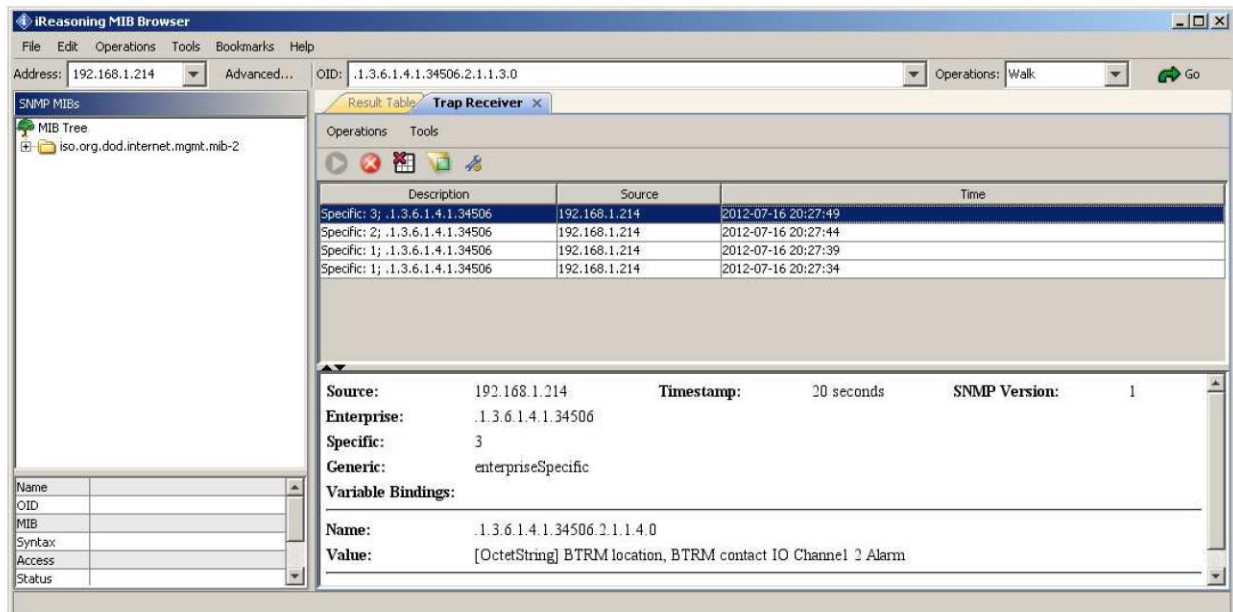 iReasoning MIB Browser
File Edit Operations Tools Bookmarks Help
Address: 192.168.1.214 Advanced... OID: .1.3.6.1.4.1.34506.2.1.1.3.0 Operations: Walk Go
SNMP MIBs
MIB Tree
iso.org.dod.internet.mgmt.mib-2
Name
OID
MIB
Syntax
Access
Status
Result Table Trap Receiver
Operations Tools
Description Source Time
Specific: 3; .1.3.6.1.4.1.34506 192.168.1.214 2012-07-16 20:27:49
Specific: 2; .1.3.6.1.4.1.34506 192.168.1.214 2012-07-16 20:27:44
Specific: 1; .1.3.6.1.4.1.34506 192.168.1.214 2012-07-16 20:27:39
Specific: 1; .1.3.6.1.4.1.34506 192.168.1.214 2012-07-16 20:27:34
Source: 192.168.1.214 Timestamp: 20 seconds SNMP Version: 1
Enterprise: .1.3.6.1.4.1.34506
Specific: 3
Generic: enterpriseSpecific
Variable Bindings:
Name: .1.3.6.1.4.1.34506.2.1.1.4.0
Value: [OctetString] BTRM location, BTRM contact IO Channel 2 Alarm